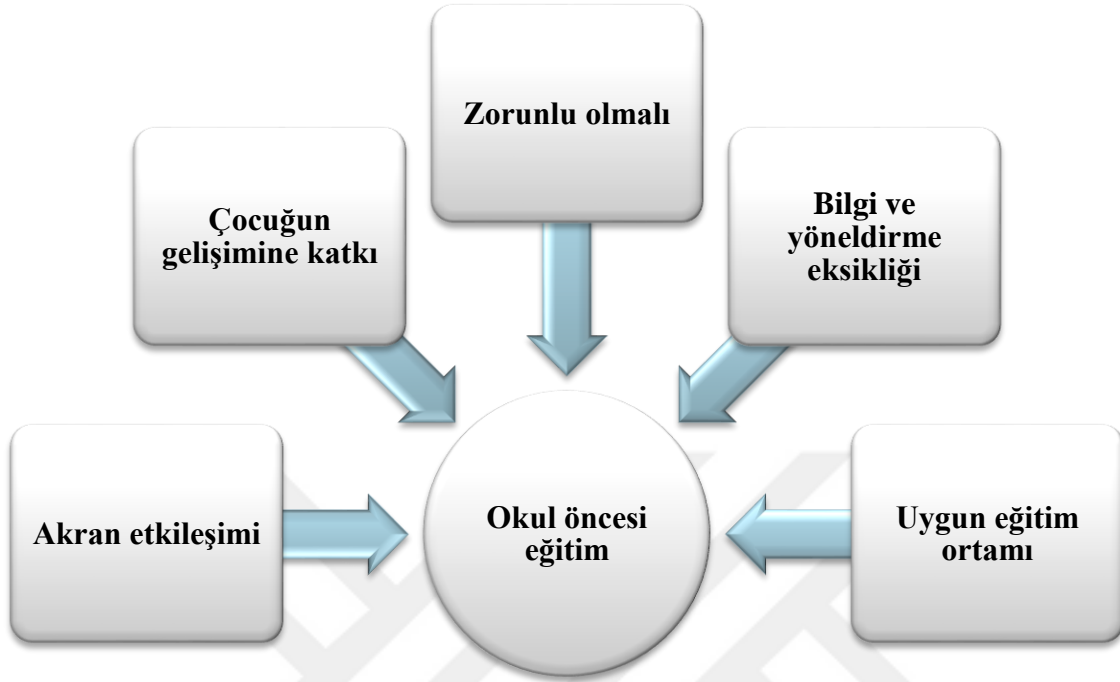 Zorunlu olmalı
Çocuğun
gelişimine katkı
Bilgi ve
yöneldirme
eksikliği
Akran etkileşimi
Okul öncesi
eğitim
Uygun eğitim
ortamı